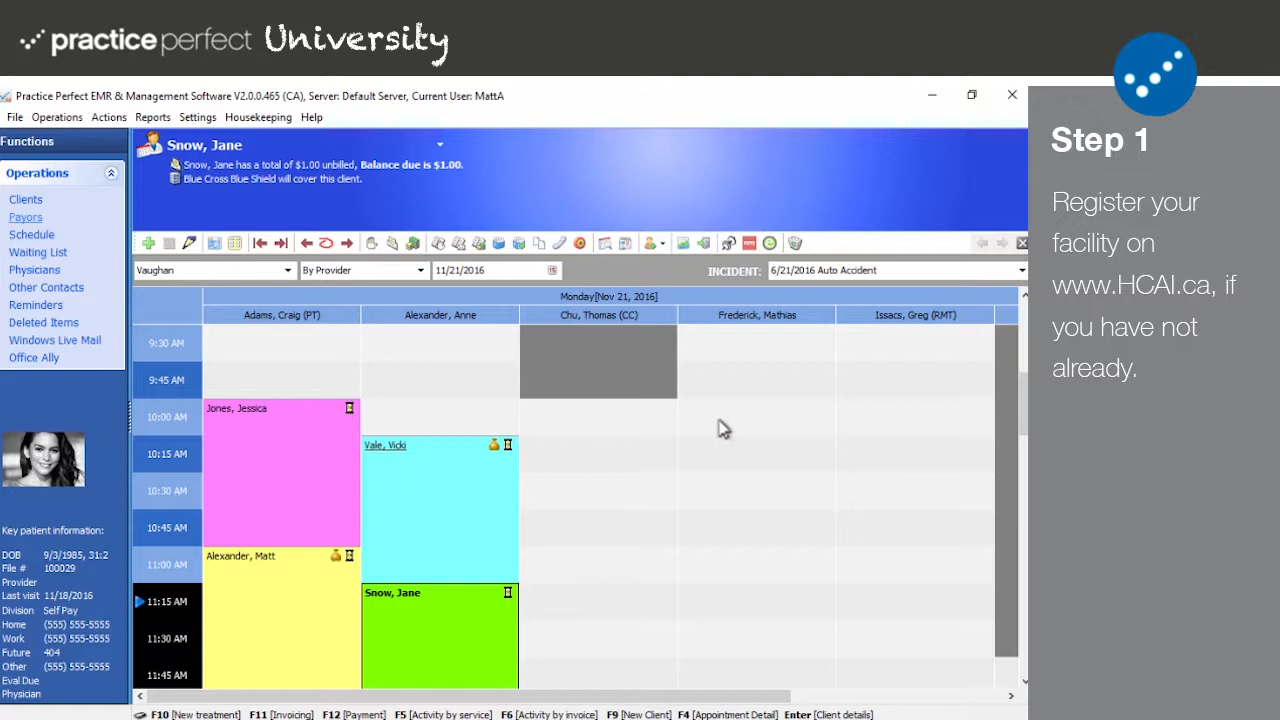 practice perfect University
Practice Perfect EMR & Management Software V2.0.0.465 (CA), Server: Default Server, Current User: MattA
File Operations Actions Reports Settings Housekeeping Help
Functions
Operations
Clients
Payors
Schedule
Waiting List
Physicians
Other Contacts
Reminders
Deleted Items
Windows Live Mail
Office Ally
Key patient information:
DOB 9/3/1985, 31:2
File # 100029
Provider
Last visit 11/18/2016
Division Self Pay
Home (555) 555-5555
Work (555) 555-5555
Future 404
Other (555) 555-5555
Eval Due
Physician
Snow, Jane
Snow, Jane has a total of $1.00 unbilled, Balance due is $1.00.
Blue Cross Blue Shield will cover this client.
Vaughan By Provider 11/21/2016 INCIDENT: 6/21/2016 Auto Accident
Monday[Nov 21, 2016]
Adams, Craig (PT) Alexander, Anne Chu, Thomas (CC) Frederick, Mathias Issacs, Greg (RMT)
9:30 AM
9:45 AM
10:00 AM
10:15 AM
10:30 AM
10:45 AM
11:00 AM
11:15 AM
11:30 AM
11:45 AM
Jones, Jessica
Vale, Vicki
Alexander, Matt
Snow, Jane
F10 [New treatment] F11 [Invoicing] F12 [Payment] F5 [Activity by service] F6 [Activity by invoice] F9 [New Client] F4 [Appointment Detail] Enter [Client details]
Step 1
Register your
facility on
www.HCAI.ca, if
you have not
already.